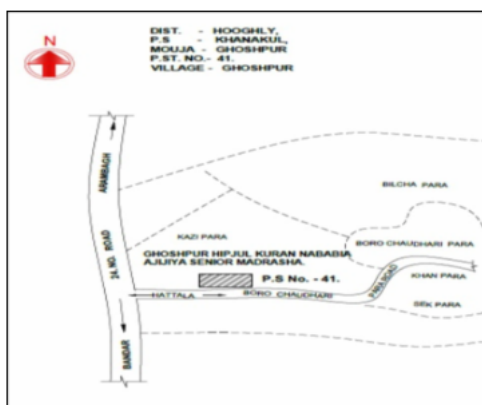 N
DIST. - HOOGHLY,
P.S - KHANAKUL,
MOUJA - GHOSHPUR
P.ST. NO.- 41.
VILLAGE - GHOSHPUR
ARAMBAGH
24. NO. ROAD
BANDAR
BILCHA PARA
KAZI PARA
BORO CHAUDHARI PARA
GHOSHPUR HIPJUL KURAN NABABIA
AJIJIYA SENIOR MADRASHA.
KHAN PARA
P.S No. - 41.
HATTALA
BORO CHAUDHARI
PARA ROAD
SEK PARA